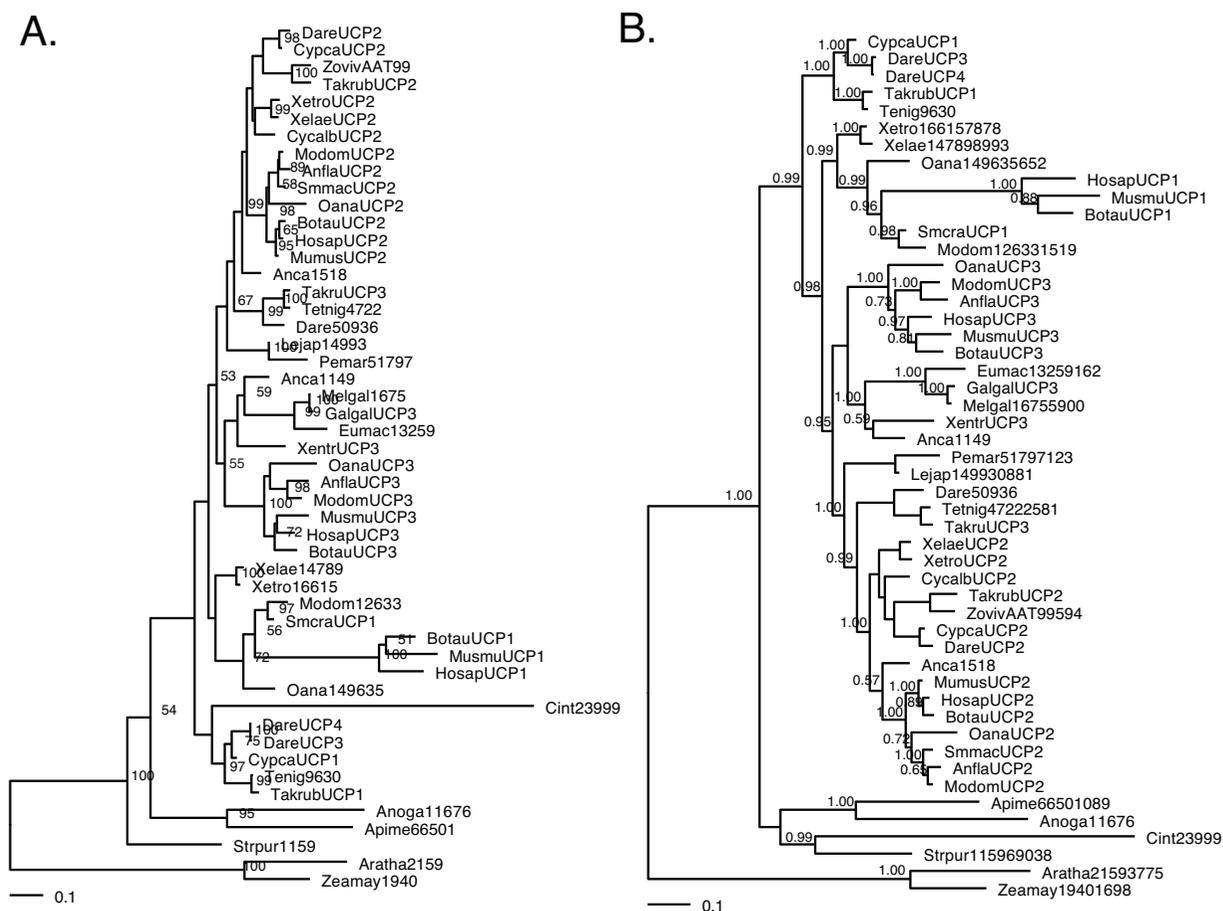 A.
98 DareUCP2
CypcaUCP2
ZovivAAT99
100
TakrubUCP2
XetroUCP2
99
XelaeUCP2
CycalbUCP2
ModomUCP2
89
AnflaUCP2
58 SmmacUCP2
99
OanaUCP2
98
BotauUCP2
65
HosapUCP2
95
MumusUCP2
Anca1518
TakruUCP3
67 100
99 Tetnig4722
Dare50936
Lejap14993
100
Pemar51797
53 Anca1149
59 Melgal1675
100
99 GalgalUCP3
Eumac13259
XentrUCP3
55 OanaUCP3
AnflaUCP3
98
100 ModomUCP3
MusmuUCP3
72
HosapUCP3
BotauUCP3
Xelae14789
100
Xetro16615
Modom12633
97
SmcraUCP1
56
51 BotauUCP1
72 100 MusmuUCP1
HosapUCP1
Oana149635
54 Cint23999
DareUCP4
100
75 DareUCP3
CypcaUCP1
97
99 Tenig9630
100
TakrubUCP1
95 Anoga11676
Apime66501
Strpur1159
100 Aratha2159
Zeamay1940
0.1
B.
1.00 CypcaUCP1
1.00 DareUCP3
1.00 DareUCP4
1.00 TakrubUCP1
Tenig9630
1.00 Xetro166157878
0.99 Xelae147898993
Oana149635652
0.99 0.99 1.00 HosapUCP1
0.88 MusmuUCP1
0.96 BotauUCP1
0.98 SmcraUCP1
Modom126331519
OanaUCP3
0.98 1.00 1.00 ModomUCP3
0.73 AnflaUCP3
0.97 HosapUCP3
0.81 MusmuUCP3
BotauUCP3
1.00 Eumac13259162
1.00 GalgalUCP3
1.00 Melgal16755900
0.95 0.59 XentrUCP3
Anca1149
Pemar51797123
Lejap149930881
1.00 Dare50936
1.00 Tetnig47222581
TakruUCP3
0.99 XelaeUCP2
XetroUCP2
CycalbUCP2
TakrubUCP2
ZovivAAT99594
1.00 CypcaUCP2
DareUCP2
Anca1518
0.57 1.00 MumusUCP2
0.89 HosapUCP2
1.00 BotauUCP2
0.72 OanaUCP2
1.00 SmmacUCP2
AnflaUCP2
ModomUCP2
1.00 Apime66501089
Anoga11676
0.99 Cint23999
Strpur115969038
1.00 Aratha21593775
Zeamay19401698
0.1